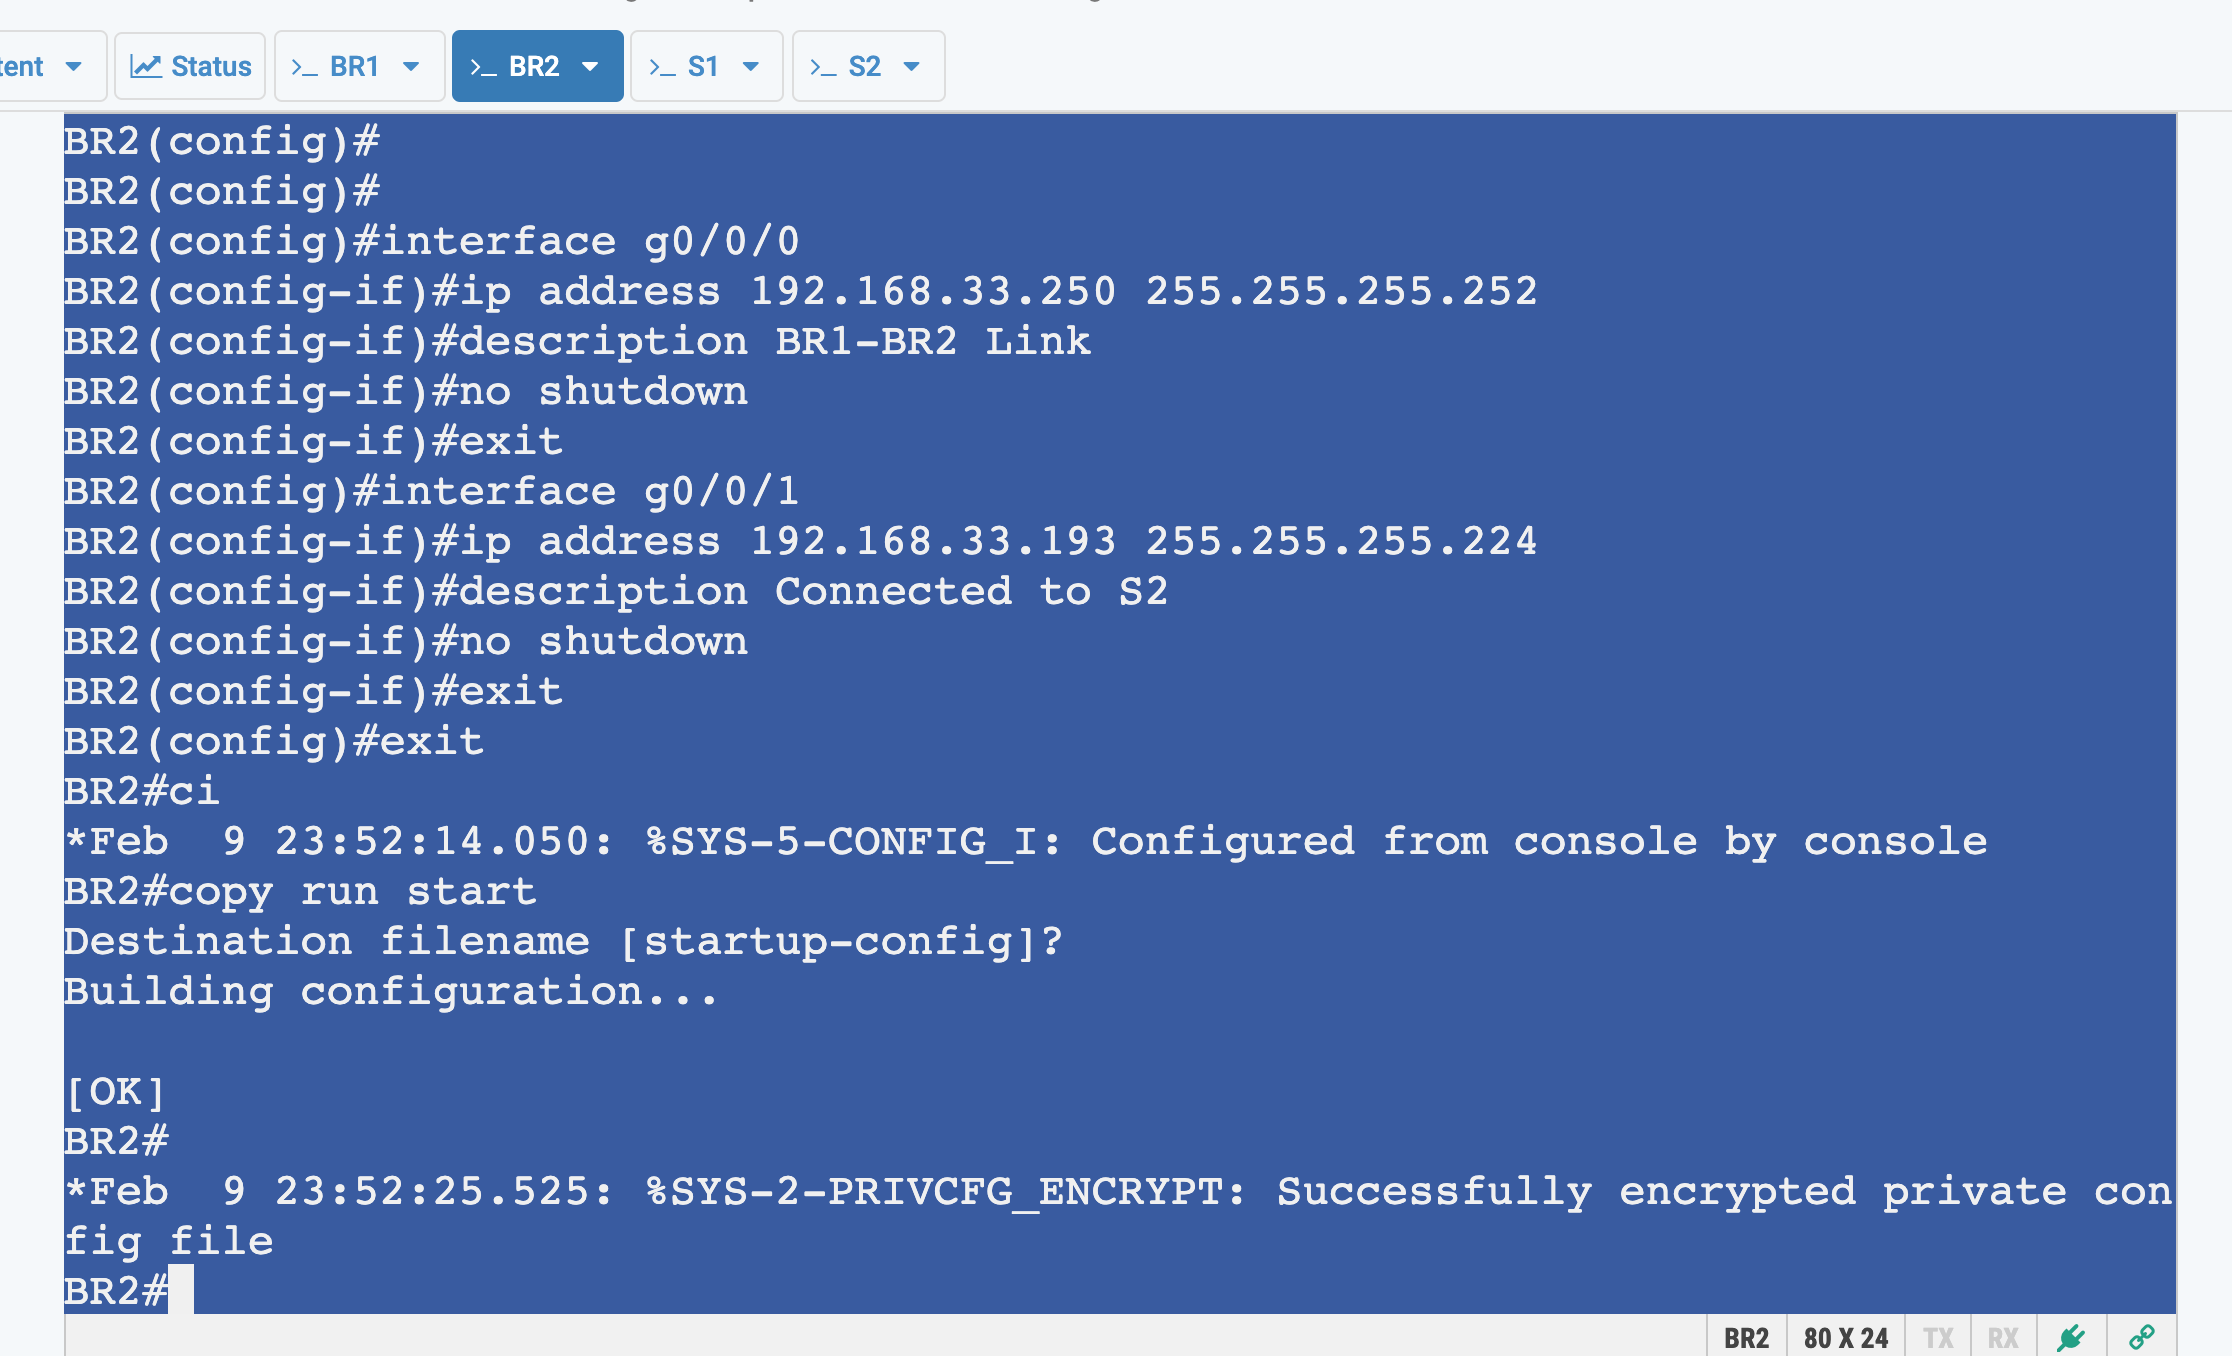 tent
Status
>_ BR1
>_ BR2
>_ S1
>_ S2
BR2(config)#
BR2(config)#
BR2(config)#interface g0/0/0
BR2(config-if)#ip address 192.168.33.250 255.255.255.252
BR2(config-if)#description BR1-BR2 Link
BR2(config-if)#no shutdown
BR2(config-if)#exit
BR2(config)#interface g0/0/1
BR2(config-if)#ip address 192.168.33.193 255.255.255.224
BR2(config-if)#description Connected to S2
BR2(config-if)#no shutdown
BR2(config-if)#exit
BR2(config)#exit
BR2#ci
*Feb  9 23:52:14.050: %SYS-5-CONFIG_I: Configured from console by console
BR2#copy run start
Destination filename [startup-config]?
Building configuration...
[OK]
BR2#
*Feb  9 23:52:25.525: %SYS-2-PRIVCFG_ENCRYPT: Successfully encrypted private con
fig file
BR2#
BR2
80 X 24
TX
RX